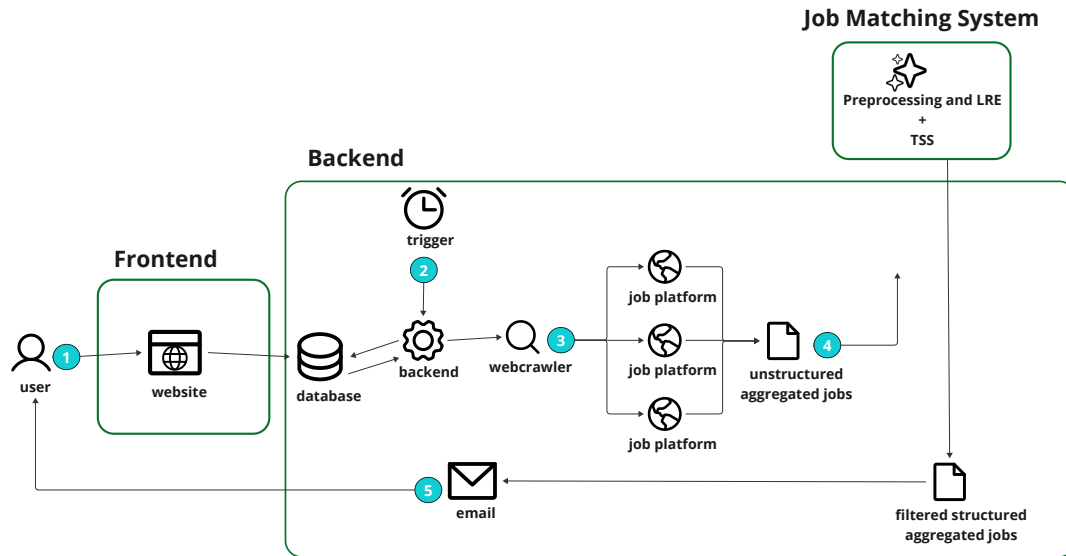 Job Matching System
Preprocessing and LRE
+
TSS
Backend
trigger
2
Frontend
1
user
website
database
backend
webcrawler
3
job platform
job platform
job platform
unstructured
aggregated jobs
4
5
email
filtered structured
aggregated jobs